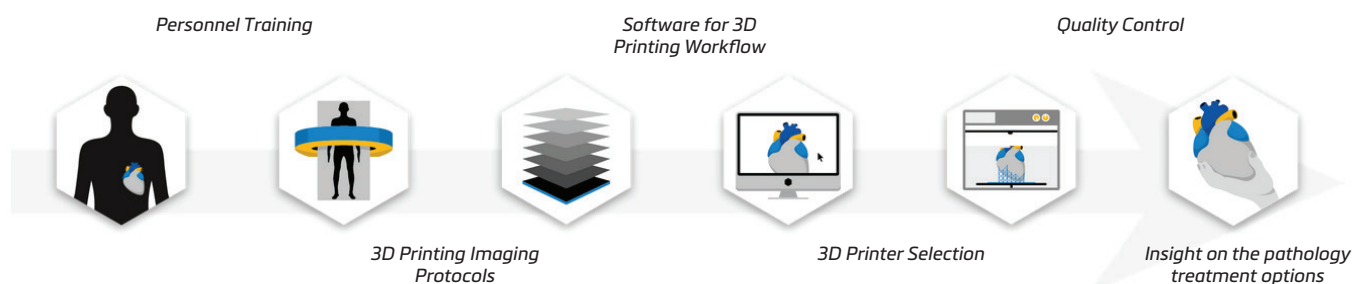 Personnel Training
Software for 3D
Printing Workflow
Quality Control
3D Printing Imaging
Protocols
3D Printer Selection
Insight on the pathology
treatment options